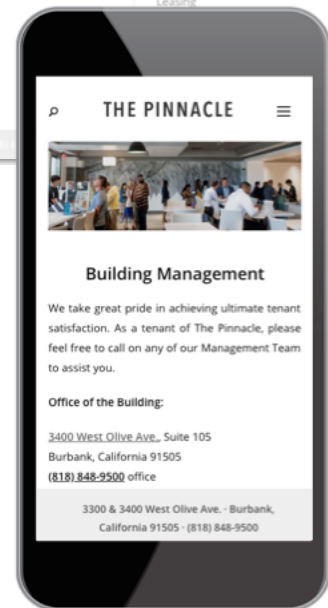 Leasing
THE PINNACLE
Building Management
We take great pride in achieving ultimate tenant
satisfaction. As a tenant of The Pinnacle, please
feel free to call on any of our Management Team
to assist you.
Office of the Building:
3400 West Olive Ave., Suite 105
Burbank, California 91505
(818) 848-9500 office
3300 & 3400 West Olive Ave. · Burbank,
California 91505 · (818) 848-9500